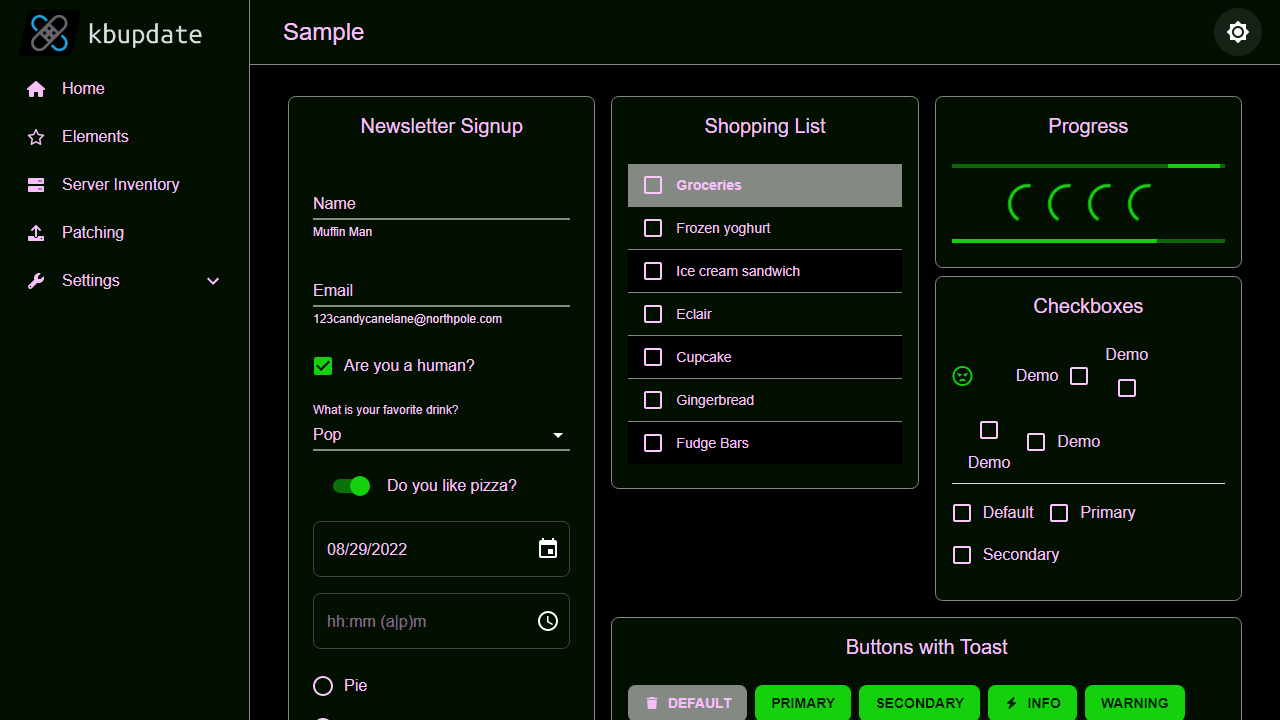 kbupdate
Home
Elements
Server Inventory
Patching
Settings
Sample
Newsletter Signup
Name
Muffin Man
Email
123candycanelane@northpole.com
Are you a human?
What is your favorite drink?
Pop
Do you like pizza?
08/29/2022
hh:mm (a|p)m
Pie
Shopping List
Groceries
Frozen yoghurt
Ice cream sandwich
Eclair
Cupcake
Gingerbread
Fudge Bars
Progress
Checkboxes
Demo
Demo
Demo
Demo
Default
Primary
Secondary
Buttons with Toast
DEFAULT
PRIMARY
SECONDARY
INFO
WARNING